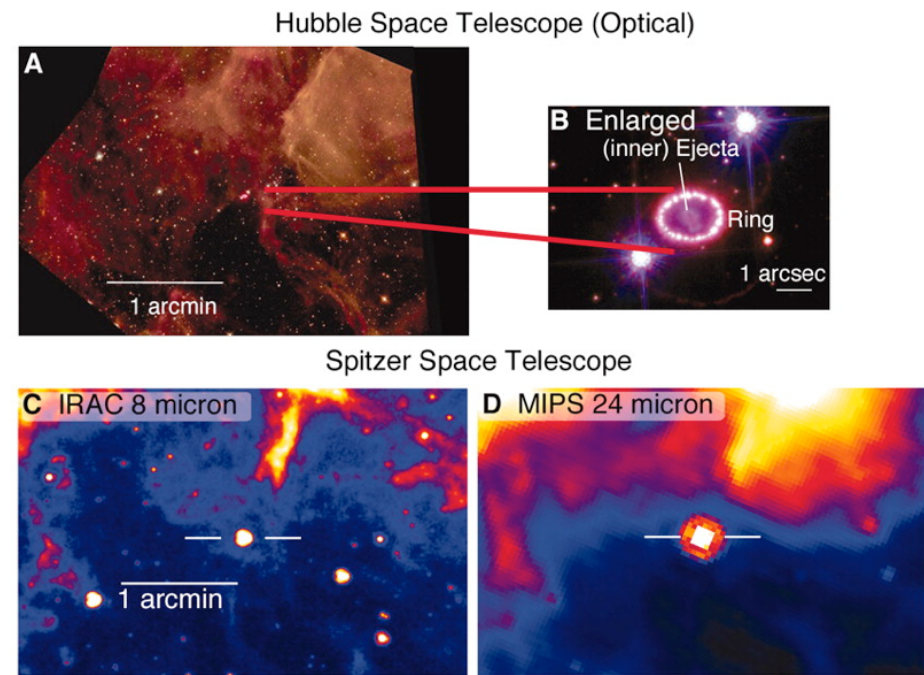 Hubble Space Telescope (Optical)
A
1 arcmin
B Enlarged
(inner) Ejecta
Ring
1 arcsec
Spitzer Space Telescope
C IRAC 8 micron
1 arcmin
D MIPS 24 micron